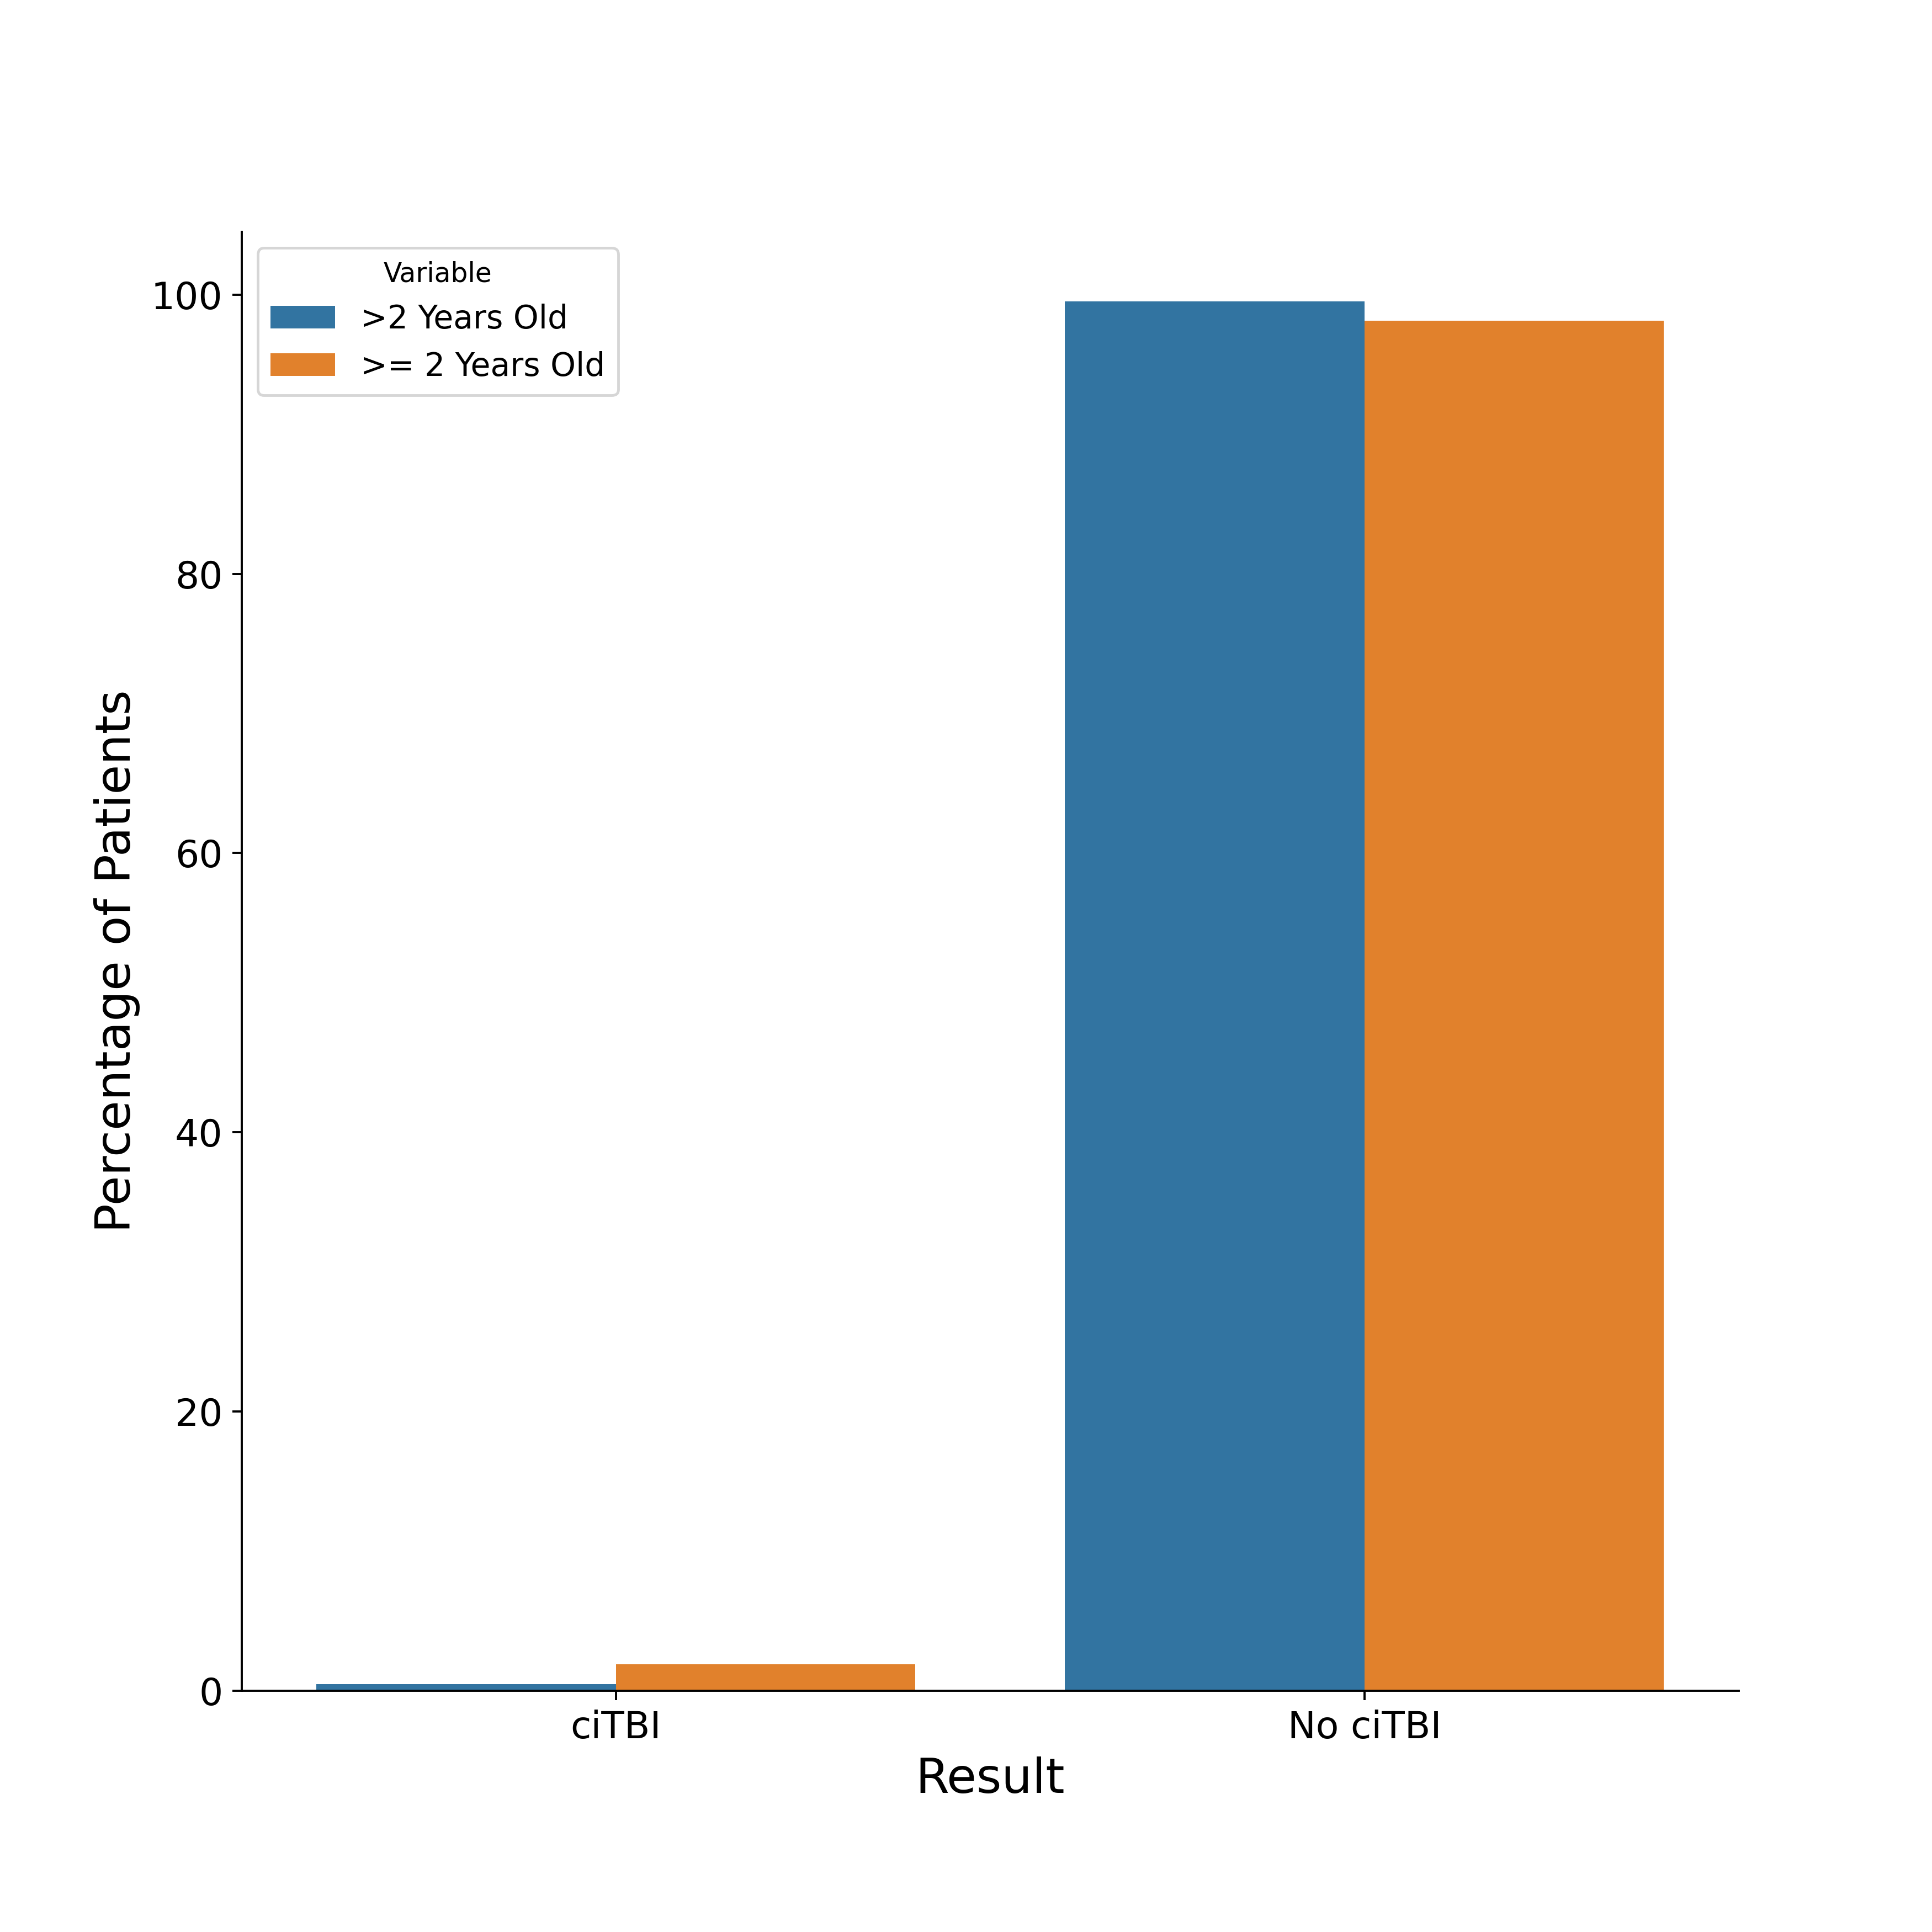 Variable
>2 Years Old
>= 2 Years Old
100
80
60
40
20
0
Percentage of Patients
ciTBI
No ciTBI
Result